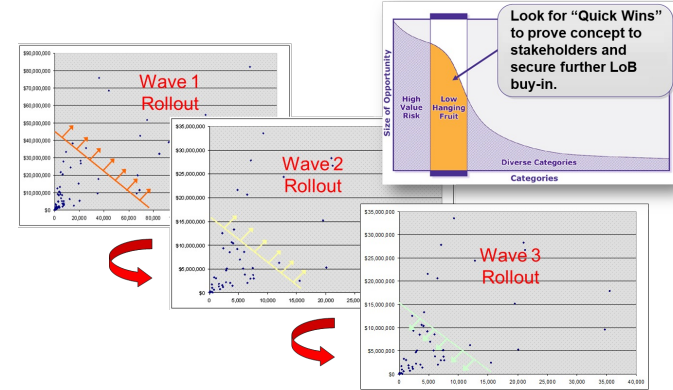 Look for “Quick Wins”
to prove concept to
stakeholders and
secure further LoB
buy-in.
Size of Opportunity
High
Value
Risk
Low
Hanging
Fruit
Diverse Categories
Categories
Wave 1
Rollout
$90,000,000
$80,000,000
$70,000,000
$60,000,000
$50,000,000
$40,000,000
$30,000,000
$20,000,000
$10,000,000
$0
0 20,000 40,000 60,000 80,000
Wave 2
Rollout
$35,000,000
$30,000,000
$25,000,000
$20,000,000
$15,000,000
$10,000,000
$5,000,000
$0
0 5,000 10,000 15,000 20,000 25,00
Wave 3
Rollout
$35,000,000
$30,000,000
$25,000,000
$20,000,000
$15,000,000
$10,000,000
$5,000,000
$0
0 5,000 10,000 15,000 20,000 25,000 30,000 35,000 40,000